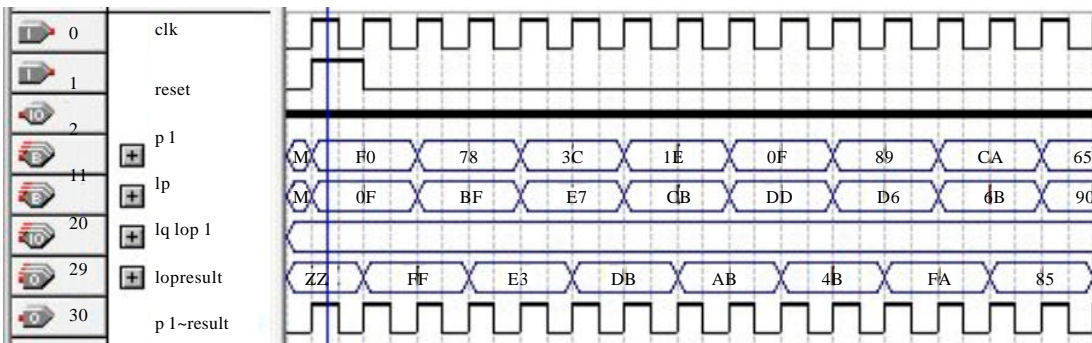 0 clk
1 reset
2 p 1
M F0 78 3C 1E 0F 89 CA 65
11 lp
M 0F BF E7 CB DD D6 6B 90
20 lq lop 1
29 lopresult ZZ FF E3 DB AB 4B FA 85
30 p 1~result